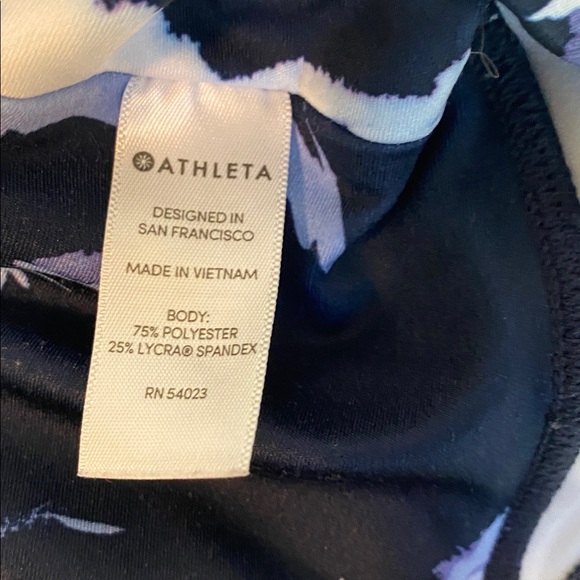 ATHLETA
DESIGNED IN
SAN FRANCISCO
MADE IN VIETNAM
BODY:
75% POLYESTER
25% LYCRA® SPANDEX
RN 54023